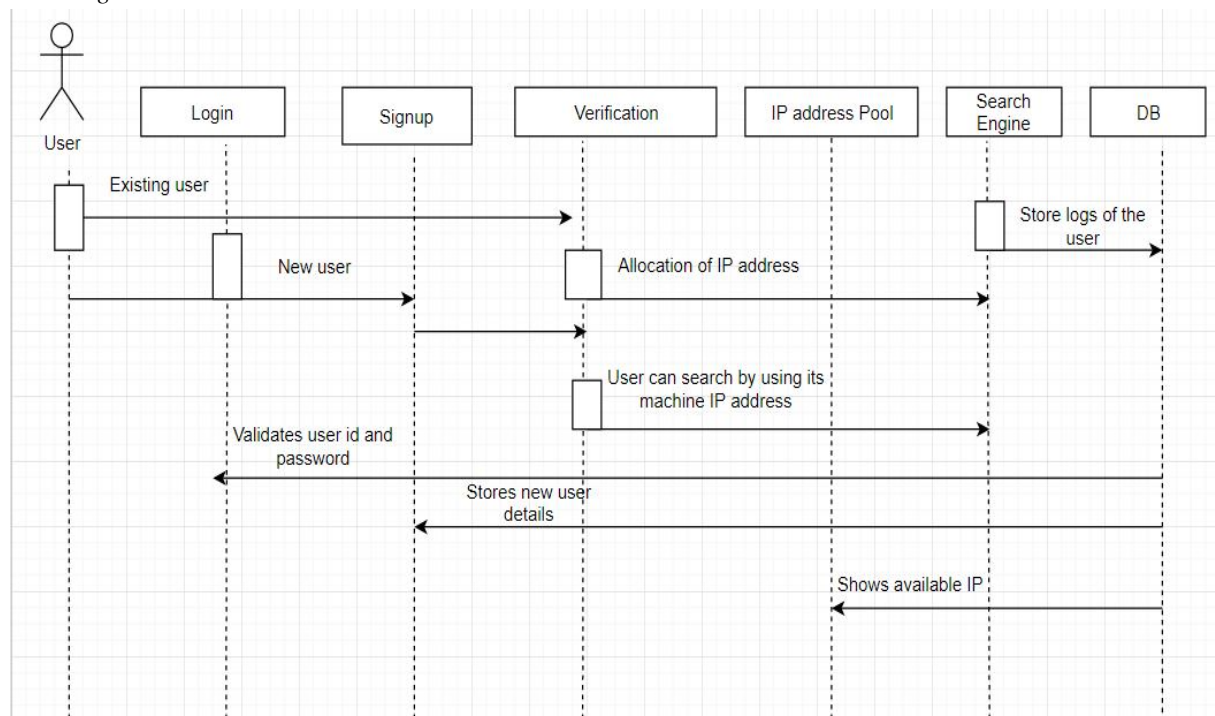 Login
Signup
Verification
IP address Pool
Search
Engine
DB
User
Existing user
Store logs of the
user
New user
Allocation of IP address
User can search by using its
machine IP address
Validates user id and
password
Stores new user
details
Shows available IP